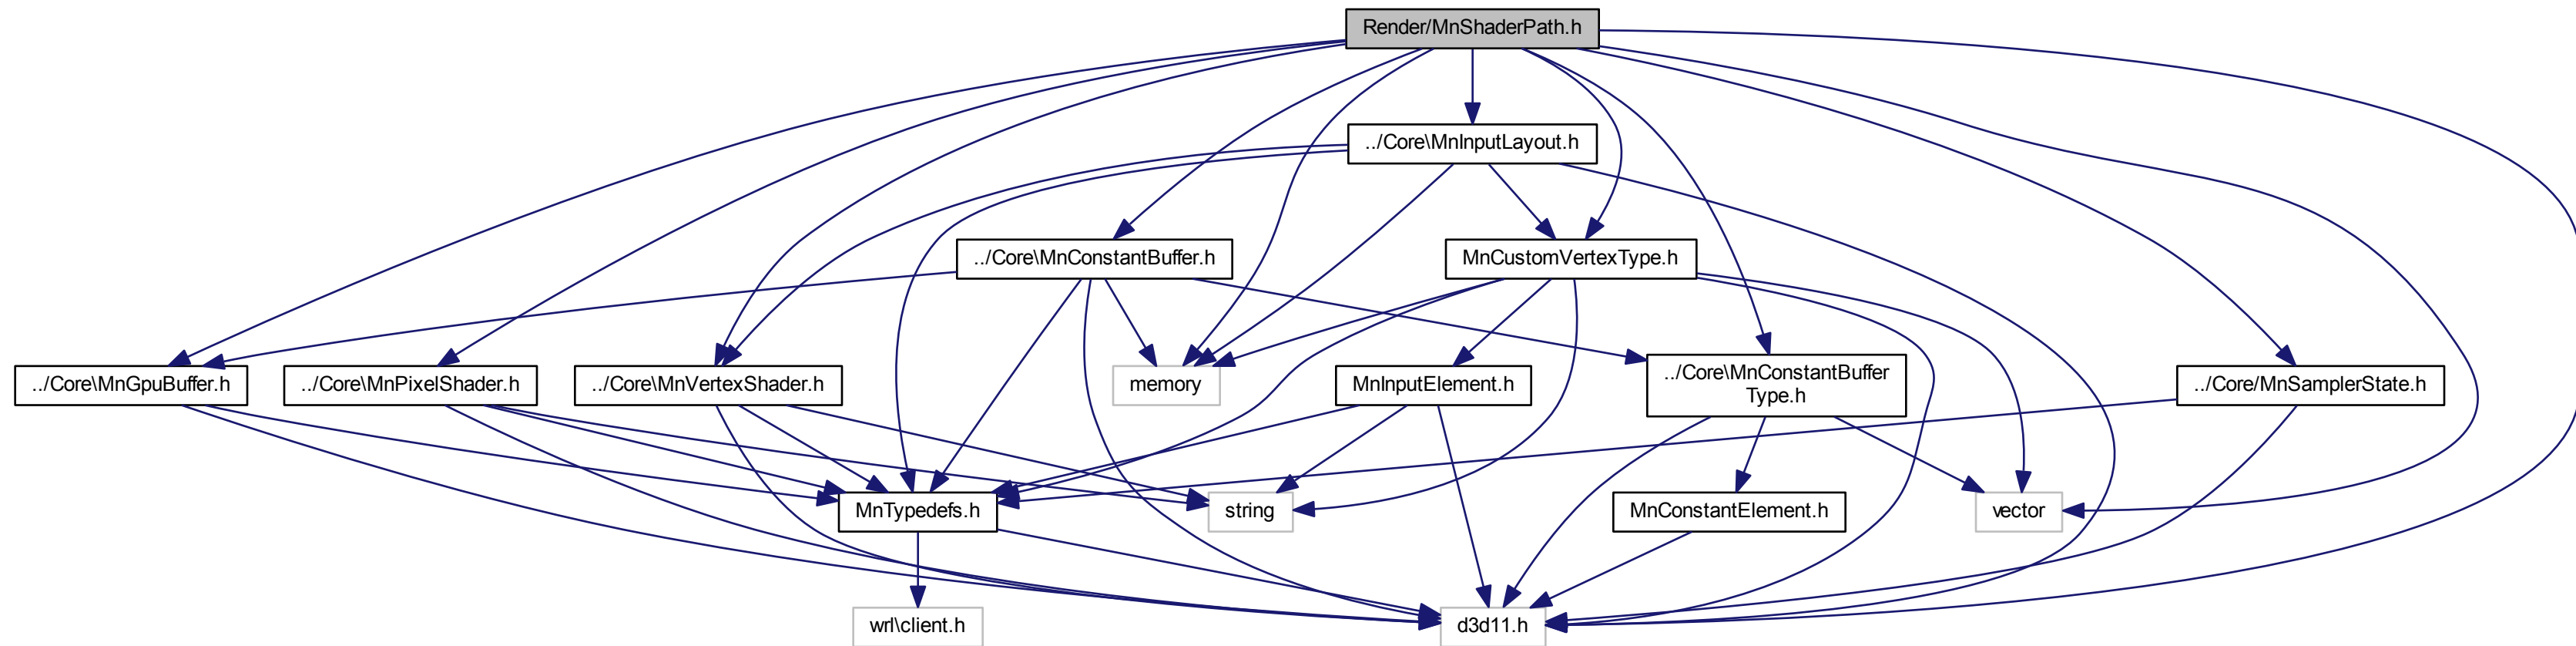 Render/MnShaderPath.h
../Core\MnInputLayout.h
../Core\MnConstantBuffer.h
MnCustomVertexType.h
../Core\MnGpuBuffer.h
../Core\MnPixelShader.h
../Core\MnVertexShader.h
memory
MnInputElement.h
../Core\MnConstantBuffer
Type.h
../Core/MnSamplerState.h
MnTypedefs.h
string
MnConstantElement.h
vector
wrl\client.h
d3d11.h